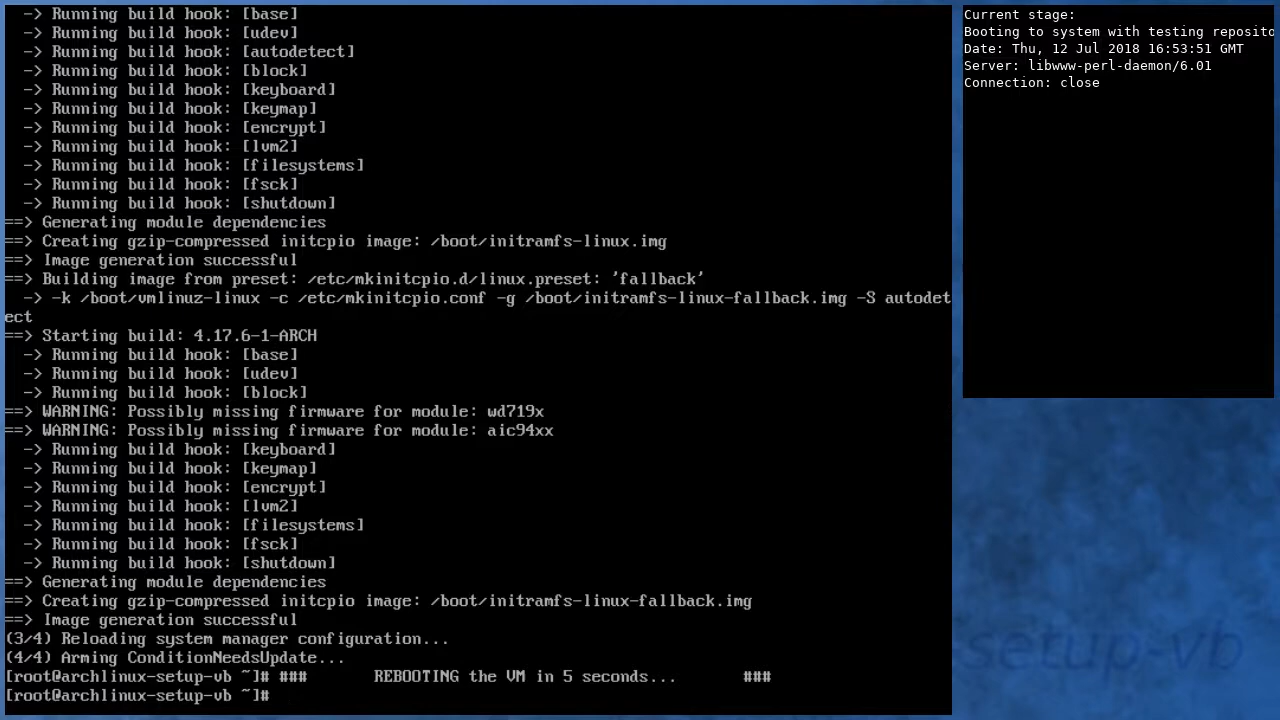 -> Running build hook: [base]
  -> Running build hook: [udev]
  -> Running build hook: [autodetect]
  -> Running build hook: [block]
  -> Running build hook: [keyboard]
  -> Running build hook: [keymap]
  -> Running build hook: [encrypt]
  -> Running build hook: [lvm2]
  -> Running build hook: [filesystems]
  -> Running build hook: [fsck]
  -> Running build hook: [shutdown]
==> Generating module dependencies
==> Creating gzip-compressed initcpio image: /boot/initramfs-linux.img
==> Image generation successful
==> Building image from preset: /etc/mkinitcpio.d/linux.preset: 'fallback'
  -> -k /boot/vmlinuz-linux -c /etc/mkinitcpio.conf -g /boot/initramfs-linux-fallback.img -S autodet
ect
==> Starting build: 4.17.6-1-ARCH
  -> Running build hook: [base]
  -> Running build hook: [udev]
  -> Running build hook: [block]
==> WARNING: Possibly missing firmware for module: wd719x
==> WARNING: Possibly missing firmware for module: aic94xx
  -> Running build hook: [keyboard]
  -> Running build hook: [keymap]
  -> Running build hook: [encrypt]
  -> Running build hook: [lvm2]
  -> Running build hook: [filesystems]
  -> Running build hook: [fsck]
  -> Running build hook: [shutdown]
==> Generating module dependencies
==> Creating gzip-compressed initcpio image: /boot/initramfs-linux-fallback.img
==> Image generation successful
(3/4) Reloading system manager configuration...
(4/4) Arming ConditionNeedsUpdate...
[root@archlinux-setup-vb ~]# ###       REBOOTING the VM in 5 seconds...       ###
[root@archlinux-setup-vb ~]#
Current stage:
Booting to system with testing reposito
Date: Thu, 12 Jul 2018 16:53:51 GMT
Server: libwww-perl-daemon/6.01
Connection: close
setup-vb